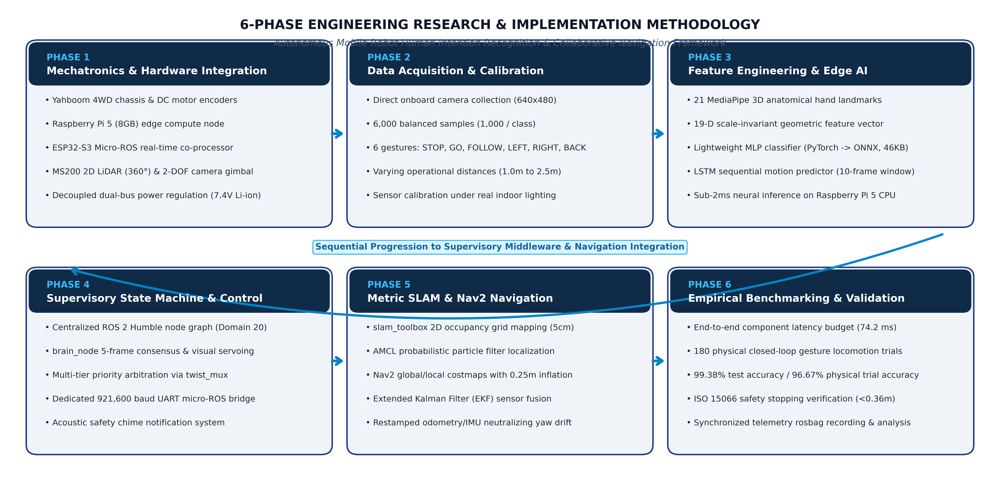 6-PHASE ENGINEERING RESEARCH & IMPLEMENTATION METHODOLOGY
Autonomous Mobile Robot Human Intention Recognition & Collaborative Navigation Framework
PHASE 1
Mechatronics & Hardware Integration
• Yahboom 4WD chassis & DC motor encoders
• Raspberry Pi 5 (8GB) edge compute node
• ESP32-S3 Micro-ROS real-time co-processor
• MS200 2D LiDAR (360°) & 2-DOF camera gimbal
• Decoupled dual-bus power regulation (7.4V Li-ion)
PHASE 2
Data Acquisition & Calibration
• Direct onboard camera collection (640x480)
• 6,000 balanced samples (1,000 / class)
• 6 gestures: STOP, GO, FOLLOW, LEFT, RIGHT, BACK
• Varying operational distances (1.0m to 2.5m)
• Sensor calibration under real indoor lighting
PHASE 3
Feature Engineering & Edge AI
• 21 MediaPipe 3D anatomical hand landmarks
• 19-D scale-invariant geometric feature vector
• Lightweight MLP classifier (PyTorch -> ONNX, 46KB)
• LSTM sequential motion predictor (10-frame window)
• Sub-2ms neural inference on Raspberry Pi 5 CPU
Sequential Progression to Supervisory Middleware & Navigation Integration
PHASE 4
Supervisory State Machine & Control
• Centralized ROS 2 Humble node graph (Domain 20)
• brain_node 5-frame consensus & visual servoing
• Multi-tier priority arbitration via twist_mux
• Dedicated 921,600 baud UART micro-ROS bridge
• Acoustic safety chime notification system
PHASE 5
Metric SLAM & Nav2 Navigation
• slam_toolbox 2D occupancy grid mapping (5cm)
• AMCL probabilistic particle filter localization
• Nav2 global/local costmaps with 0.25m inflation
• Extended Kalman Filter (EKF) sensor fusion
• Restamped odometry/IMU neutralizing yaw drift
PHASE 6
Empirical Benchmarking & Validation
• End-to-end component latency budget (74.2 ms)
• 180 physical closed-loop gesture locomotion trials
• 99.38% test accuracy / 96.67% physical trial accuracy
• ISO 15066 safety stopping verification (<0.36m)
• Synchronized telemetry rosbag recording & analysis